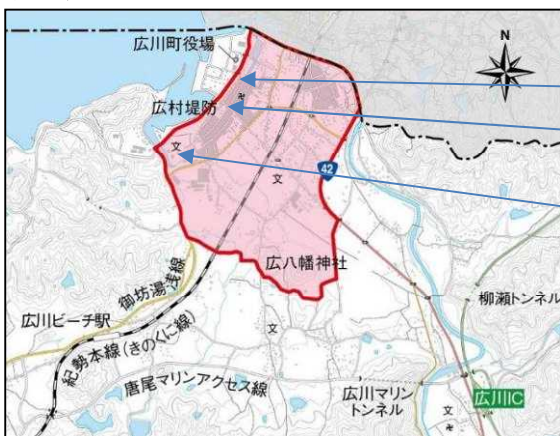 広川町役場
N
広村堤防
文
文
42
広八幡神社
御坊湯浅線
柳瀬トンネル
広川ビーチ駅
紀勢本線(きのくに線)
文
唐尾マリンアクセス線
広川マリン
トンネル
広川IC
文